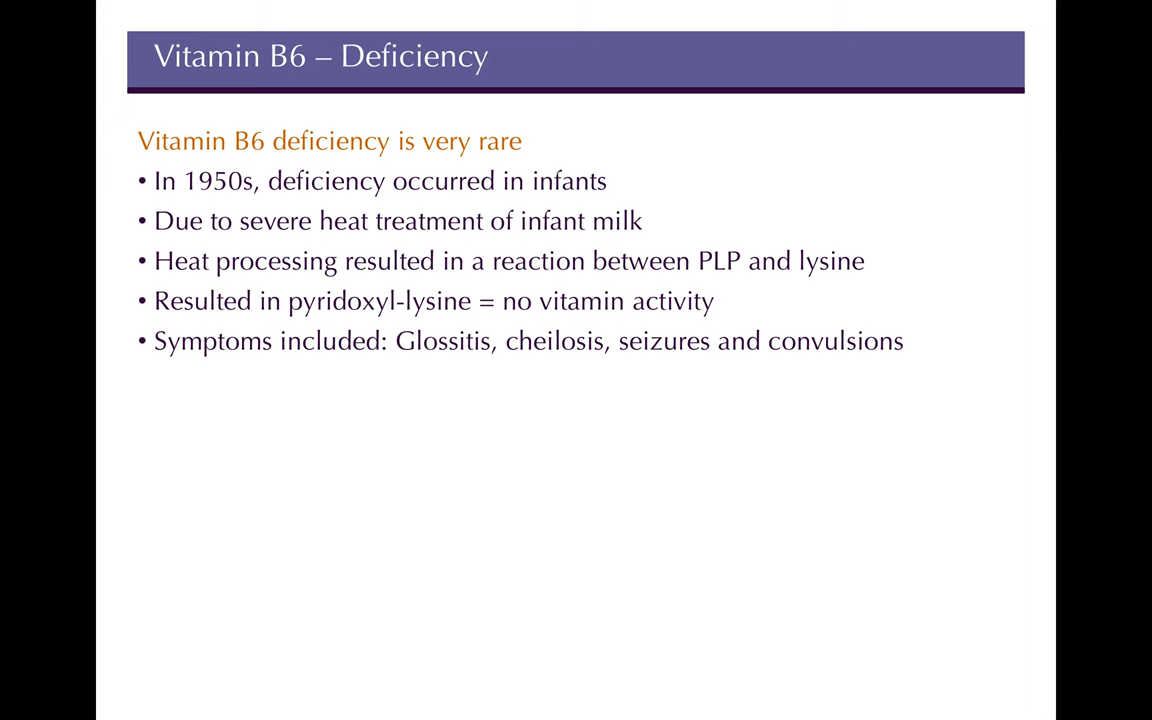 Vitamin B6 – Deficiency
Vitamin B6 deficiency is very rare
• In 1950s, deficiency occurred in infants
• Due to severe heat treatment of infant milk
• Heat processing resulted in a reaction between PLP and lysine
• Resulted in pyridoxyl-lysine = no vitamin activity
• Symptoms included: Glossitis, cheilosis, seizures and convulsions